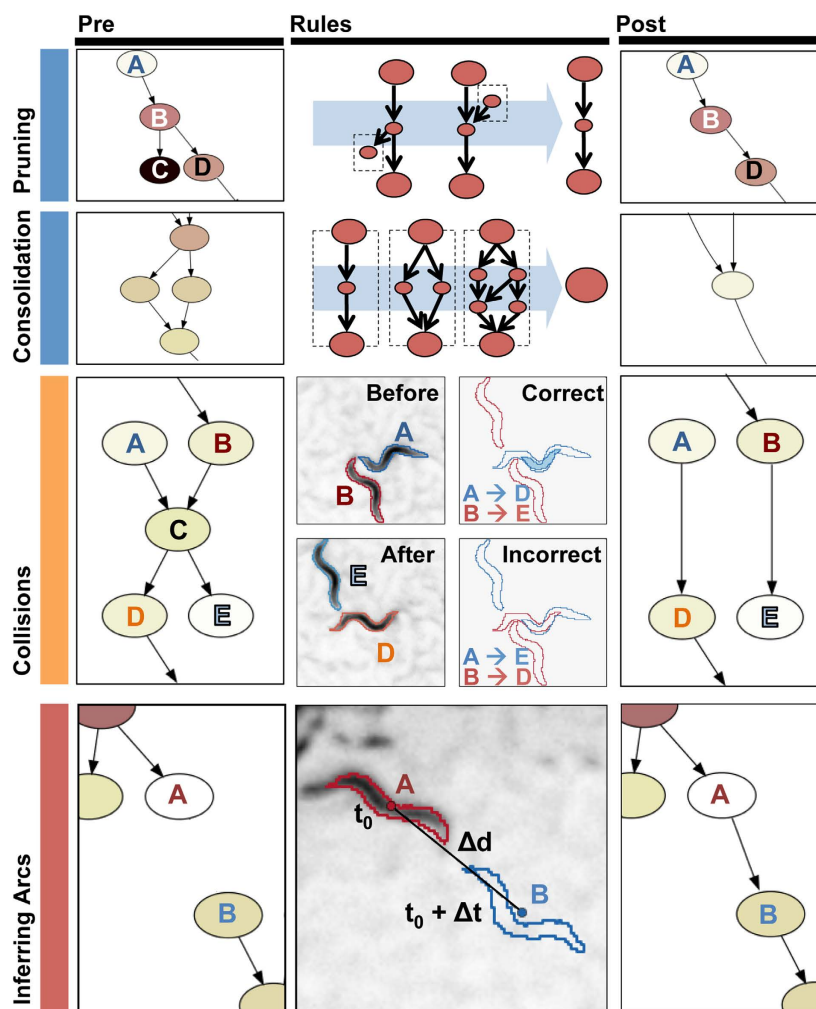 Pre Rules Post
Pruning
A
B
C D
A
B
D
Consolidation
Collisions
A B
C
D E
Before
A
B
Correct
A → D
B → E
After
E
D
Incorrect
A → E
B → D
A B
D E
Inferring Arcs
A
B
A
t0
Δd
B
t0 + Δt
A
B